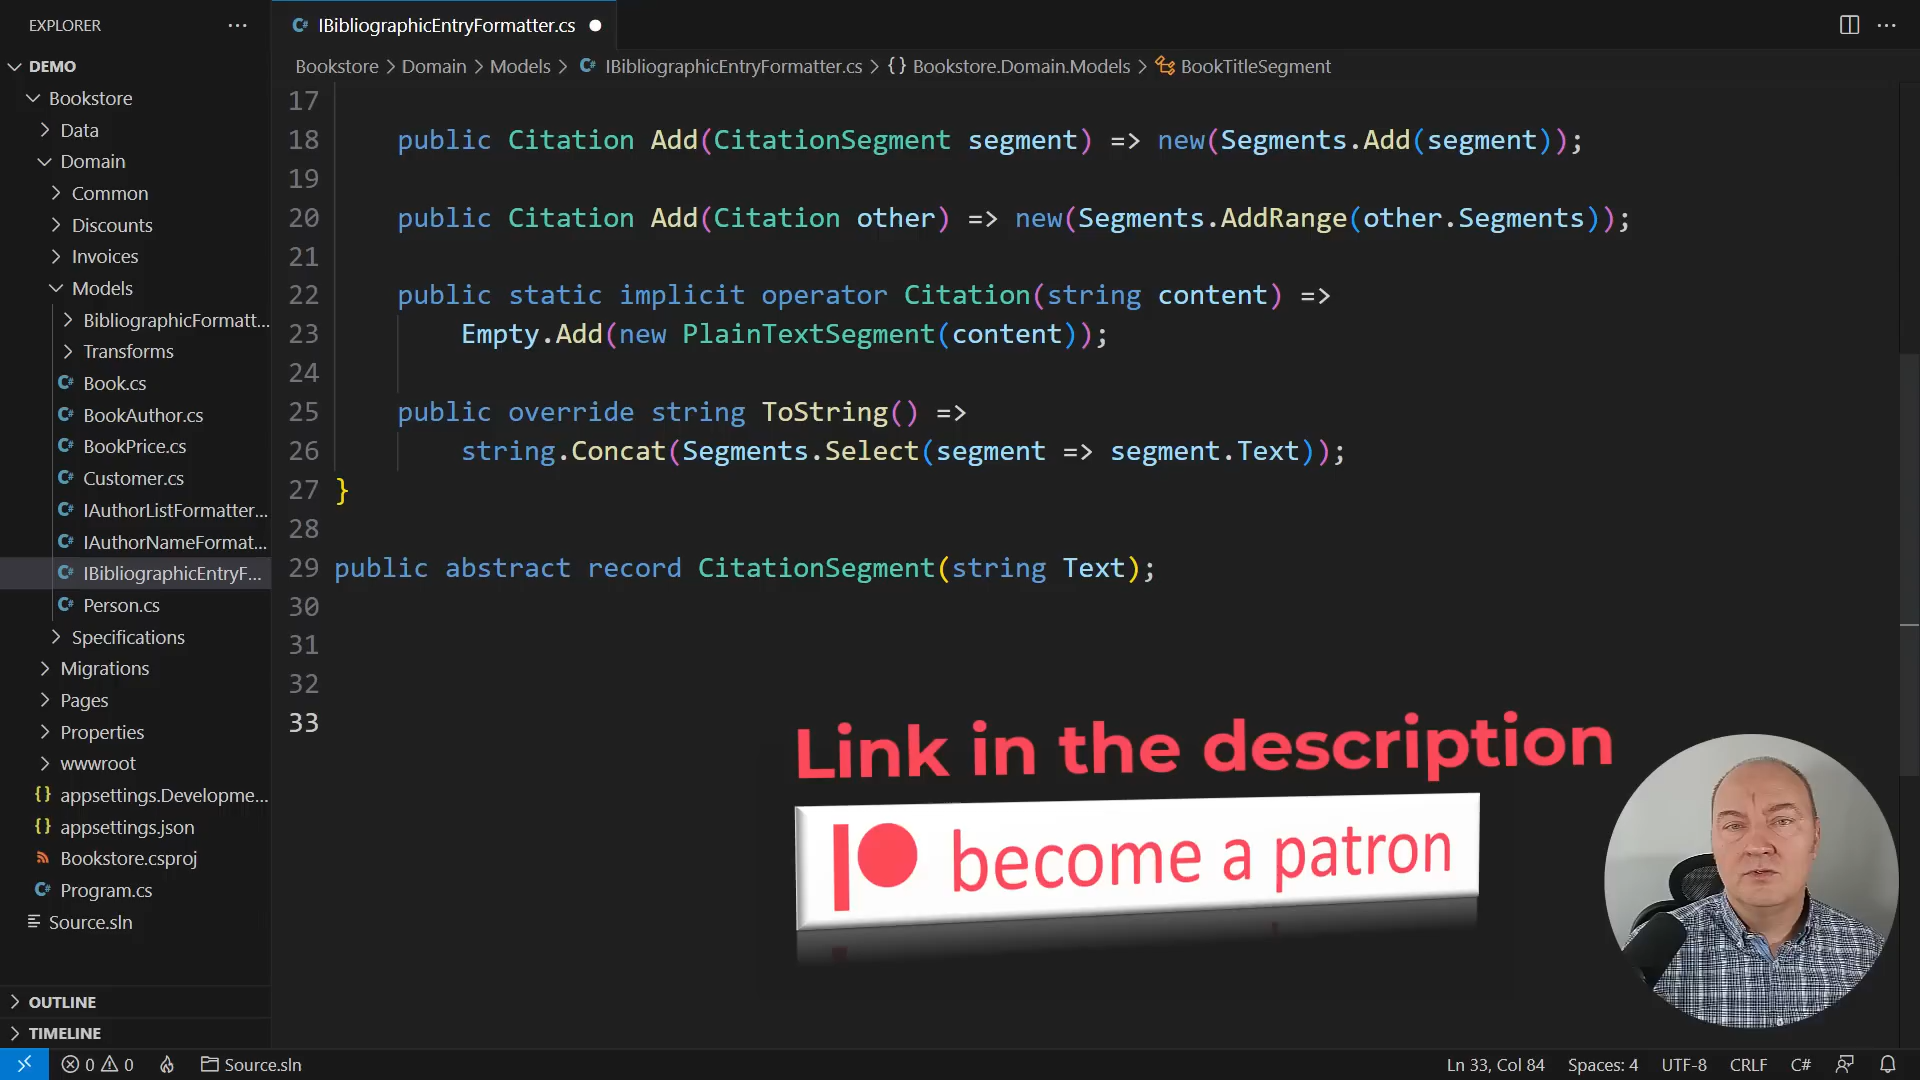 EXPLORER
IBibliographicEntryFormatter.cs
DEMO
Bookstore > Domain > Models > IBibliographicEntryFormatter.cs > {} Bookstore.Domain.Models > BookTitleSegment
Bookstore
Data
Domain
Common
Discounts
Invoices
Models
BibliographicFormatt...
Transforms
Book.cs
BookAuthor.cs
BookPrice.cs
Customer.cs
IAuthorListFormatter...
IAuthorNameFormat...
IBibliographicEntryF...
Person.cs
Specifications
Migrations
Pages
Properties
wwwroot
appsettings.Developme...
appsettings.json
Bookstore.csproj
Program.cs
Source.sln
OUTLINE
TIMELINE
17
18 public Citation Add(CitationSegment segment) => new(Segments.Add(segment));
19
20 public Citation Add(Citation other) => new(Segments.AddRange(other.Segments));
21
22 public static implicit operator Citation(string content) =>
23 Empty.Add(new PlainTextSegment(content));
24
25 public override string ToString() =>
26 string.Concat(Segments.Select(segment => segment.Text));
27 }
28
29 public abstract record CitationSegment(string Text);
30
31
32
33
Link in the description
become a patron
0 0 Source.sln Ln 33, Col 84 Spaces: 4 UTF-8 CRLF C#